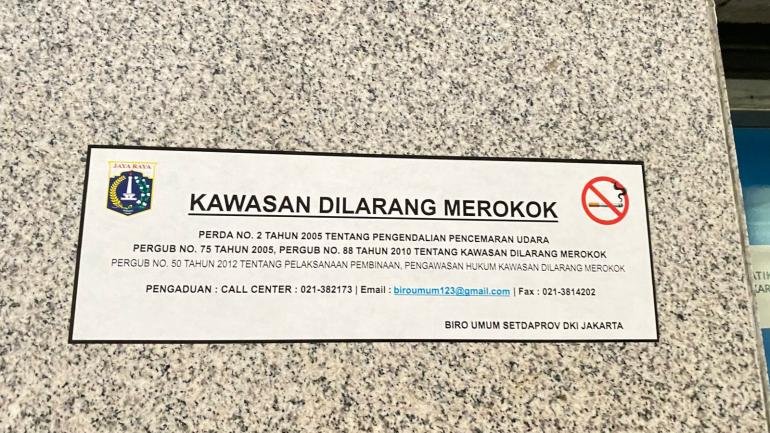 JAYA RAYA
KAWASAN DILARANG MEROKOK
PERDA NO. 2 TAHUN 2005 TENTANG PENGENDALIAN PENCEMARAN UDARA
PERGUB NO. 75 TAHUN 2005, PERGUB NO. 88 TAHUN 2010 TENTANG KAWASAN DILARANG MEROKOK
PERGUB NO. 50 TAHUN 2012 TENTANG PELAKSANAAN PEMBINAAN, PENGAWASAN HUKUM KAWASAN DILARANG MEROKOK
PENGADUAN : CALL CENTER : 021-382173 | Email : biroumum123@gmail.com | Fax : 021-3814202
BIRO UMUM SETDAPROV DKI JAKARTA